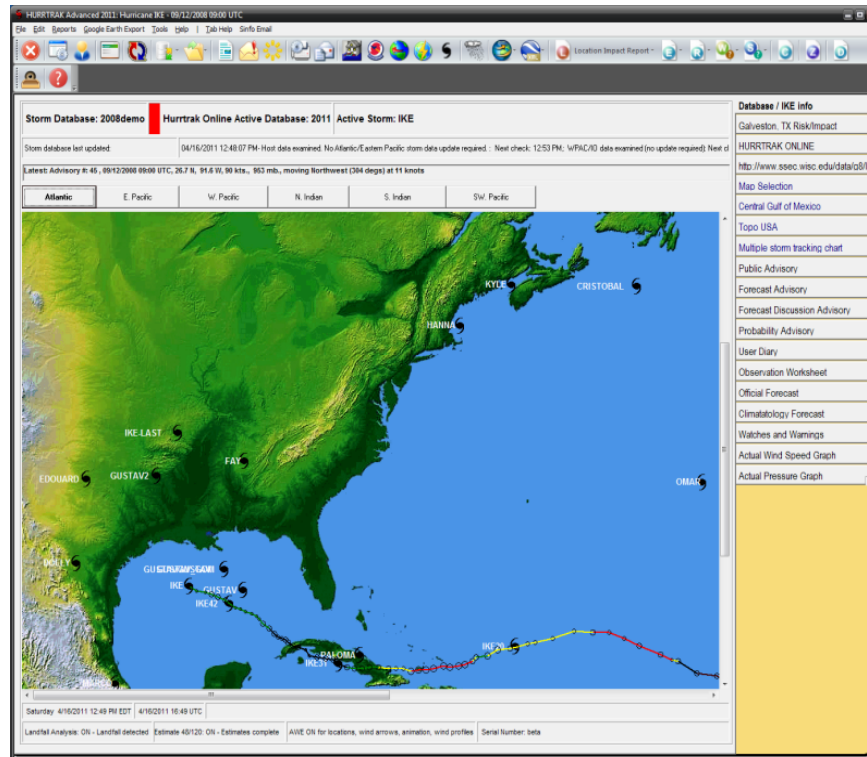 HURRTRAK Advanced 2011: Hurricane IKE - 09/12/2008 09:00 UTC
File Edit Reports Google Earth Export Tools Help | Tab Help Sinfo Email
Location Impact Report
Storm Database: 2008demo Hurrtrak Online Active Database: 2011 Active Storm: IKE
Storm database last updated: 04/16/2011 12:48:07 PM- Host data examined. No Atlantic/Eastern Pacific storm data update required. : Next check: 12:53 PM; WPAC/IO data examined (no update required): Next cl
Latest: Advisory #: 45 , 09/12/2008 09:00 UTC, 26.7 N, 91.6 W, 90 kts., 953 mb., moving Northwest (304 degs) at 11 knots
Atlantic E. Pacific W. Pacific N. Indian S. Indian SW. Pacific
KYLE
CRISTOBAL
HANNA
IKE-LAST
FAY
EDOUARD
GUSTAV2
OMAR
DOLLY
IKE
GUSTAV
IKE42
IKE20
PALOMA
IKE31
MARCO
Saturday 4/16/2011 12:49 PM EDT 4/16/2011 16:49 UTC
Landfall Analysis: ON - Landfall detected Estimate 48/120: ON - Estimates complete AWE ON for locations, wind arrows, animation, wind profiles Serial Number: beta
Database / IKE info
Galveston, TX Risk/Impact
HURRTRAK ONLINE
http://www.ssec.wisc.edu/data/g8/
Map Selection
Central Gulf of Mexico
Topo USA
Multiple storm tracking chart
Public Advisory
Forecast Advisory
Forecast Discussion Advisory
Probability Advisory
User Diary
Observation Worksheet
Official Forecast
Climatatology Forecast
Watches and Warnings
Actual Wind Speed Graph
Actual Pressure Graph